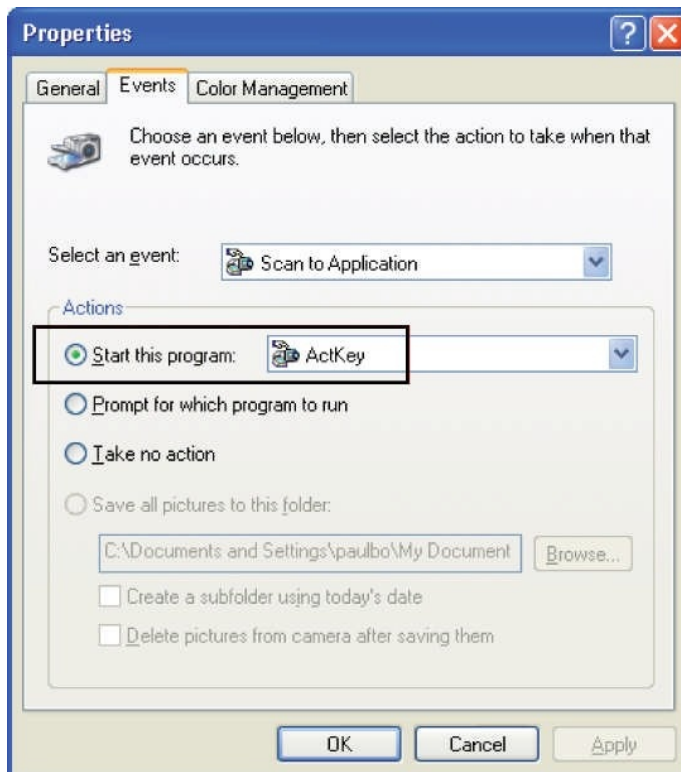 Properties
General Events Color Management
Choose an event below, then select the action to take when that
event occurs.
Select an event: Scan to Application
Actions
Start this program: ActKey
Prompt for which program to run
Take no action
Save all pictures to this folder:
C:\Documents and Settings\paulbo\My Document Browse...
Create a subfolder using today's date
Delete pictures from camera after saving them
OK Cancel Apply